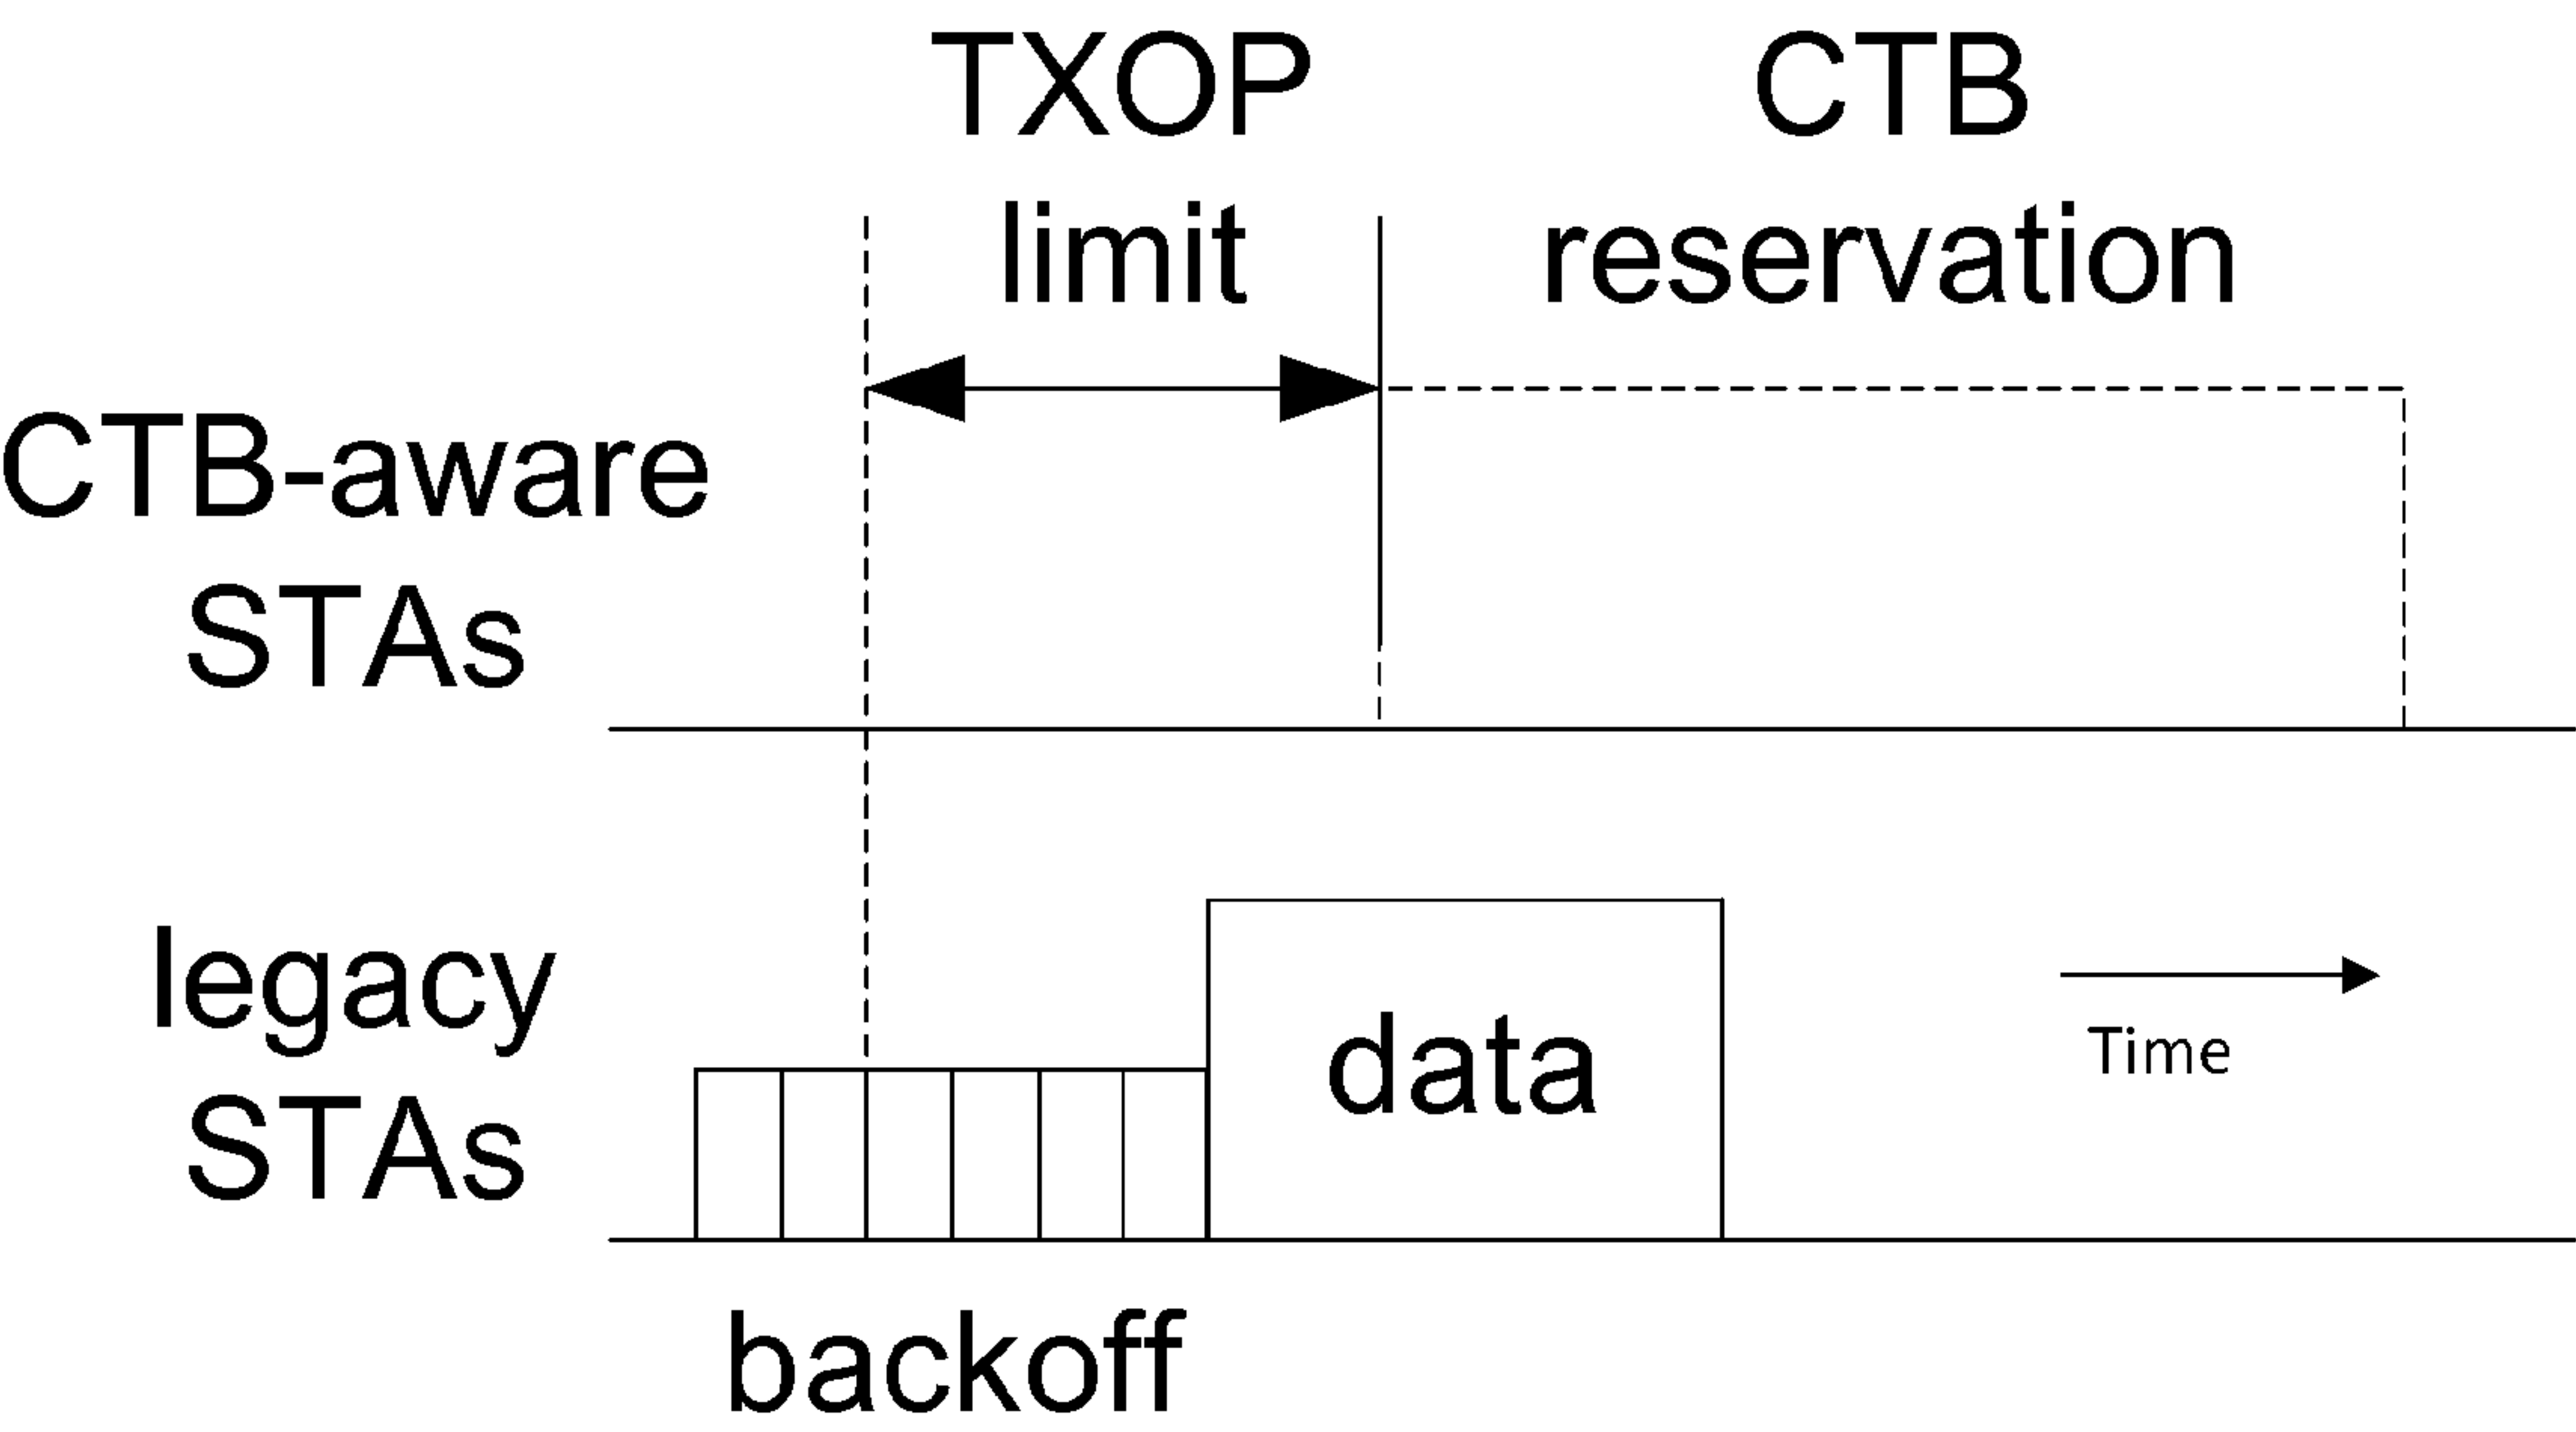 TXOP
limit
CTB
reservation
CTB-aware
STAs
legacy
STAs
data
Time
backoff